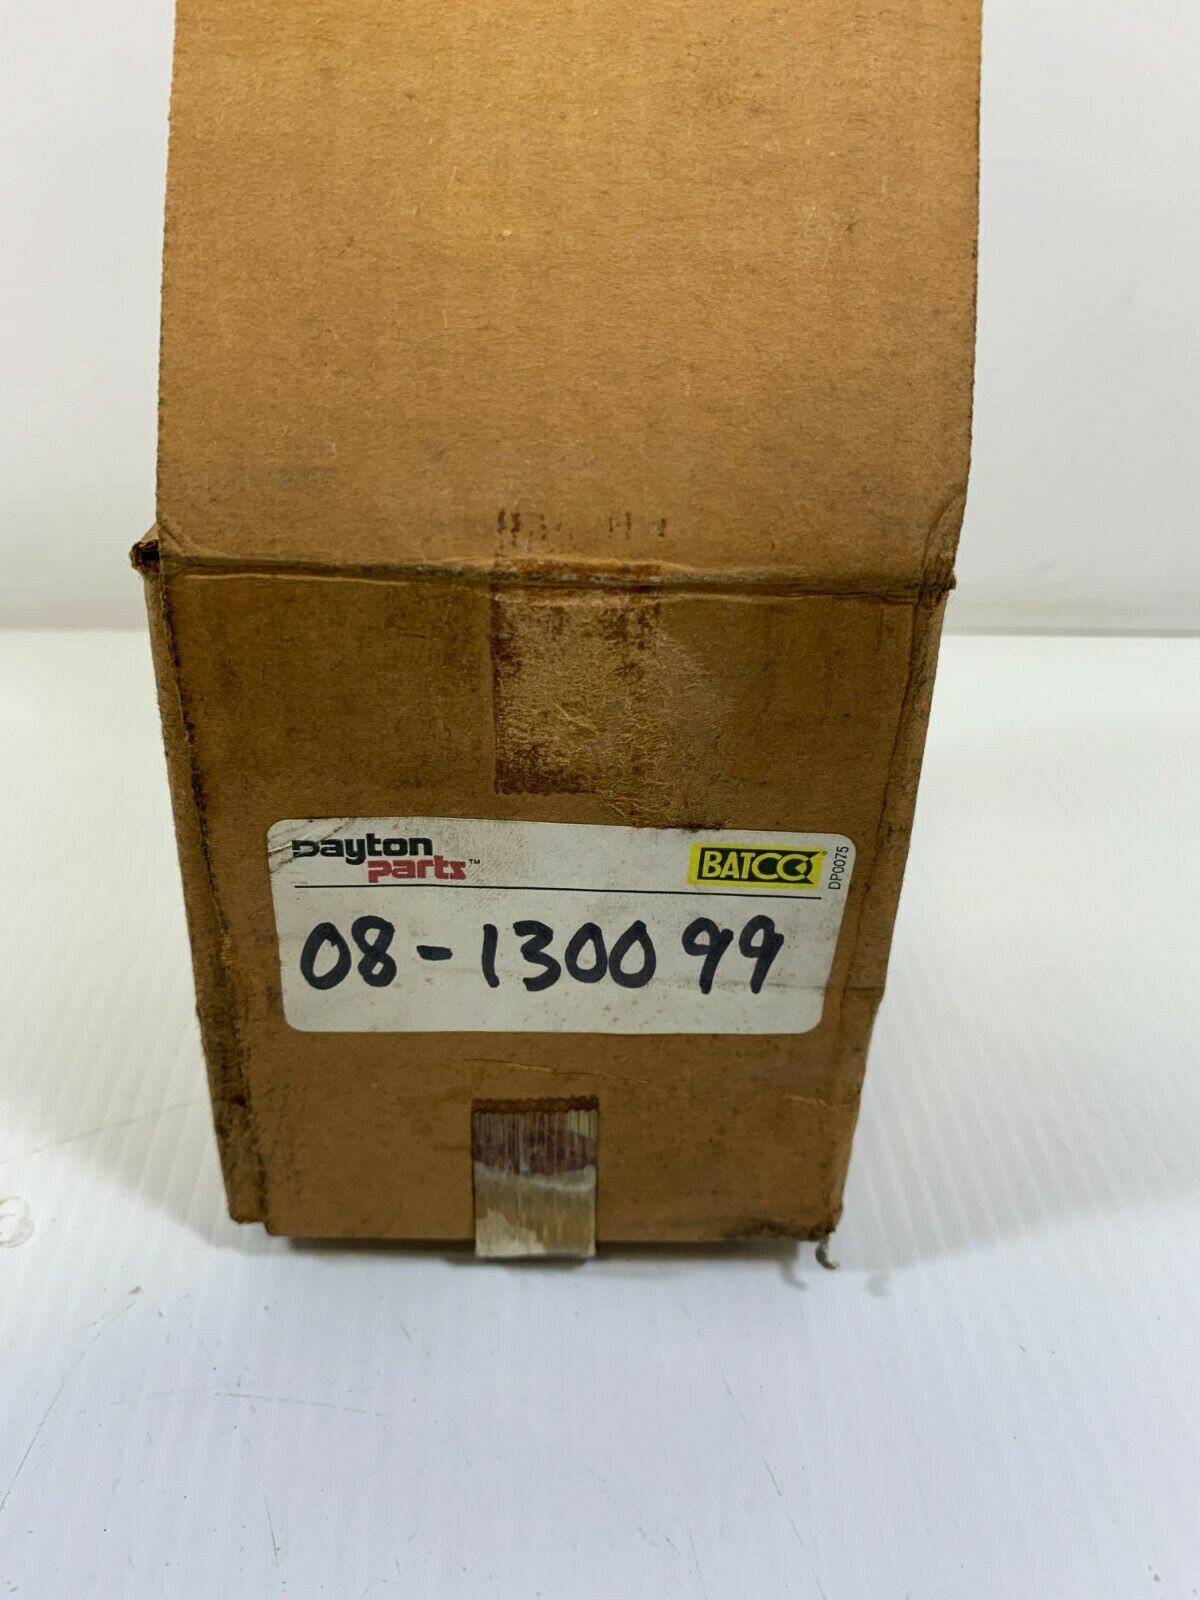 Dayton
Parts™
BATCO®
DP0075
08-130099